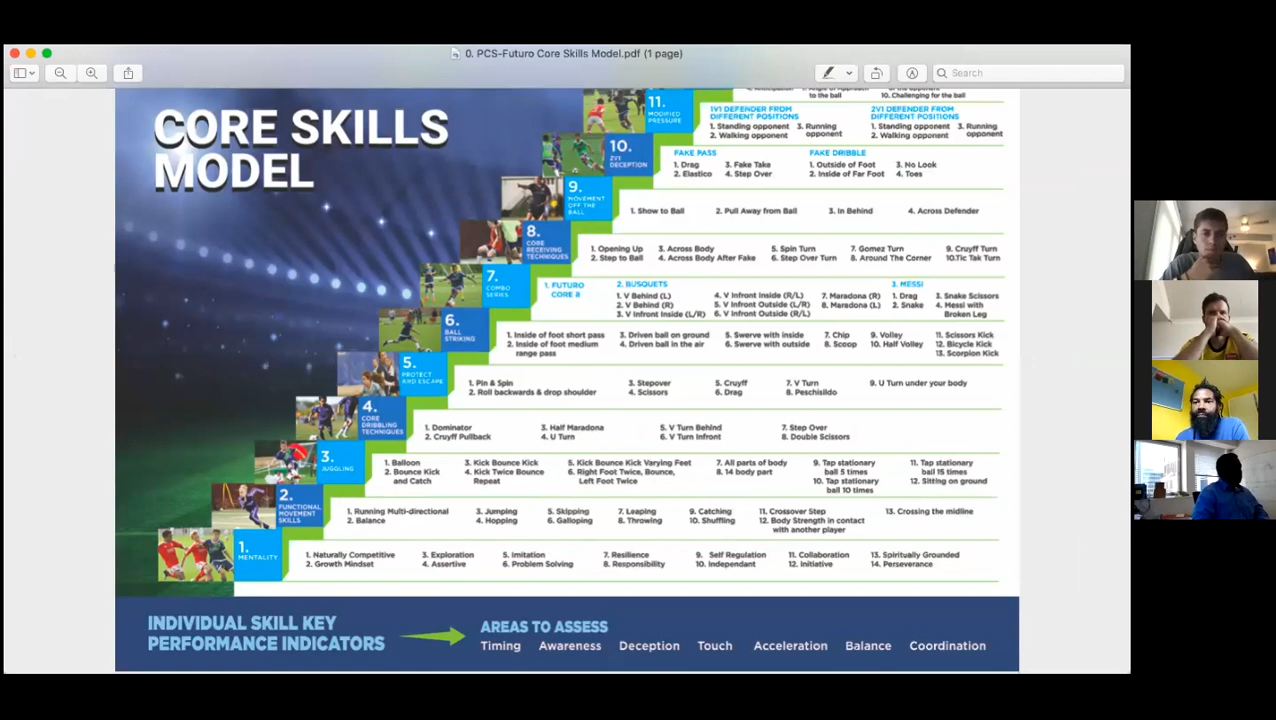 0. PCS-Futuro Core Skills Model.pdf (1 page)
Search
CORE SKILLS
MODEL
to the ball
10. Challenging for the ball
11.
MODIFIED
PRESSURE
1V1 DEFENDER FROM
DIFFERENT POSITIONS
1. Standing opponent
2. Walking opponent
3. Running
opponent
2V1 DEFENDER FROM
DIFFERENT POSITIONS
1. Standing opponent
2. Walking opponent
3. Running
opponent
10.
2V1
DECEPTION
FAKE PASS
1. Drag
2. Elastico
3. Fake Take
4. Step Over
FAKE DRIBBLE
1. Outside of Foot
2. Inside of Far Foot
3. No Look
4. Toes
9.
MOVEMENT
OFF THE
BALL
1. Show to Ball
2. Pull Away from Ball
3. In Behind
4. Across Defender
8.
CORE
RECEIVING
TECHNIQUES
1. Opening Up
2. Step to Ball
3. Across Body
4. Across Body After Fake
5. Spin Turn
6. Step Over Turn
7. Gomez Turn
8. Around The Corner
9. Cruyff Turn
10.Tic Tak Turn
7.
COMBO
SERIES
1. FUTURO
CORE 8
2. BUSQUETS
1. V Behind (L)
2. V Behind (R)
3. V Infront Inside (L/R)
4. V Infront Inside (R/L)
5. V Infront Outside (L/R)
6. V Infront Outside (R/L)
7. Maradona (R)
8. Maradona (L)
3. MESSI
1. Drag
2. Snake
3. Snake Scissors
4. Messi with
Broken Leg
6.
BALL
STRIKING
1. Inside of foot short pass
2. Inside of foot medium
range pass
3. Driven ball on ground
4. Driven ball in the air
5. Swerve with inside
6. Swerve with outside
7. Chip
8. Scoop
9. Volley
10. Half Volley
11. Scissors Kick
12. Bicycle Kick
13. Scorpion Kick
5.
PROTECT
AND ESCAPE
1. Pin & Spin
2. Roll backwards & drop shoulder
3. Stepover
4. Scissors
5. Cruyff
6. Drag
7. V Turn
8. Peschisildo
9. U Turn under your body
4.
CORE
DRIBBLING
TECHNIQUES
1. Dominator
2. Cruyff Pullback
3. Half Maradona
4. U Turn
5. V Turn Behind
6. V Turn Infront
7. Step Over
8. Double Scissors
3.
JUGGLING
1. Balloon
2. Bounce Kick
and Catch
3. Kick Bounce Kick
4. Kick Twice Bounce
Repeat
5. Kick Bounce Kick Varying Feet
6. Right Foot Twice, Bounce,
Left Foot Twice
7. All parts of body
8. 14 body part
9. Tap stationary
ball 5 times
10. Tap stationary
ball 10 times
11. Tap stationary
ball 15 times
12. Sitting on ground
2.
FUNCTIONAL
MOVEMENT
SKILLS
1. Running Multi-directional
2. Balance
3. Jumping
4. Hopping
5. Skipping
6. Galloping
7. Leaping
8. Throwing
9. Catching
10. Shuffling
11. Crossover Step
12. Body Strength in contact
with another player
13. Crossing the midline
1.
MENTALITY
1. Naturally Competitive
2. Growth Mindset
3. Exploration
4. Assertive
5. Imitation
6. Problem Solving
7. Resilience
8. Responsibility
9. Self Regulation
10. Independant
11. Collaboration
12. Initiative
13. Spiritually Grounded
14. Perseverance
INDIVIDUAL SKILL KEY
PERFORMANCE INDICATORS
AREAS TO ASSESS
Timing Awareness Deception Touch Acceleration Balance Coordination